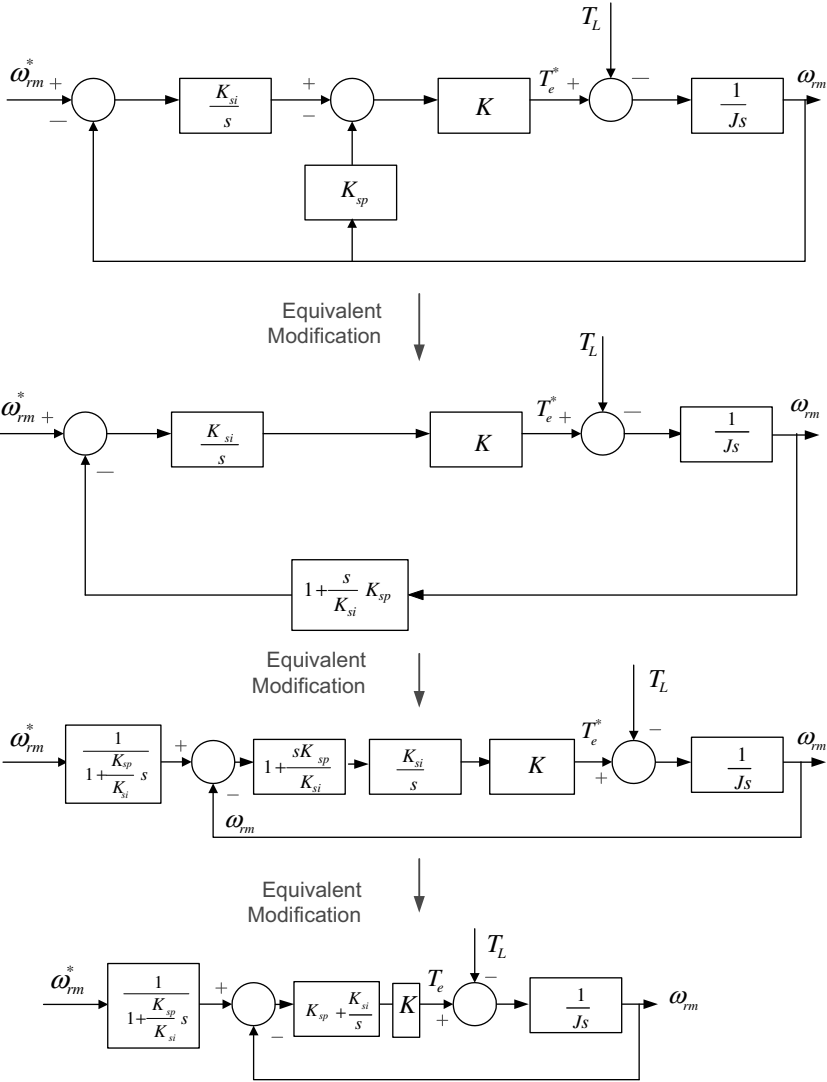 T_L
ω*_rm + − K_si/s + − K T*_e + − 1/Js ω_rm
K_sp
Equivalent
Modification
T_L
ω*_rm + − K_si/s K T*_e + − 1/Js ω_rm
1+ s/K_si K_sp
Equivalent
Modification
T_L
ω*_rm 1/(1+ K_sp/K_si s) + − 1+ sK_sp/K_si K_si/s K T*_e + − 1/Js ω_rm
ω_rm
Equivalent
Modification
T_L
ω*_rm 1/(1+ K_sp/K_si s) + − K_sp + K_si/s K T_e + − 1/Js ω_rm